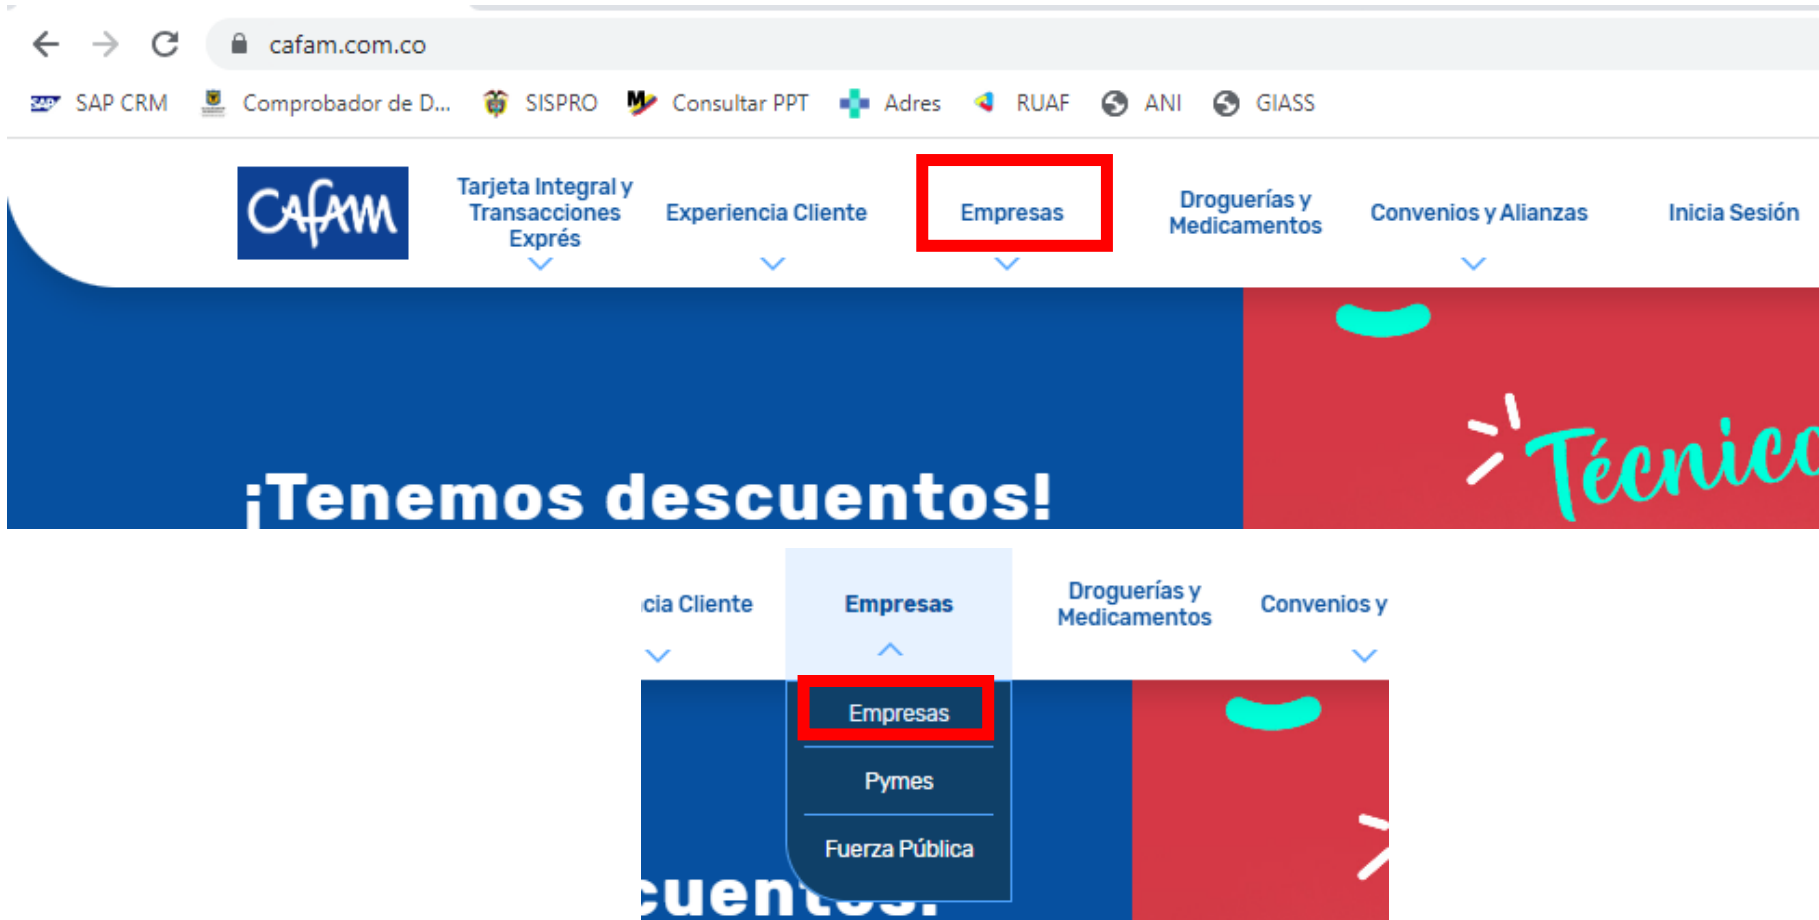 cafam.com.co
SAP CRM Comprobador de D... SISPRO Consultar PPT Adres RUAF ANI GIASS
CAFAM
Tarjeta Integral y
Transacciones
Exprés
Experiencia Cliente
Empresas
Droguerías y
Medicamentos
Convenios y Alianzas
Inicia Sesión
¡Tenemos descuentos!
Técnico
cia Cliente
Empresas
Droguerías y
Medicamentos
Convenios y
Empresas
Pymes
Fuerza Pública